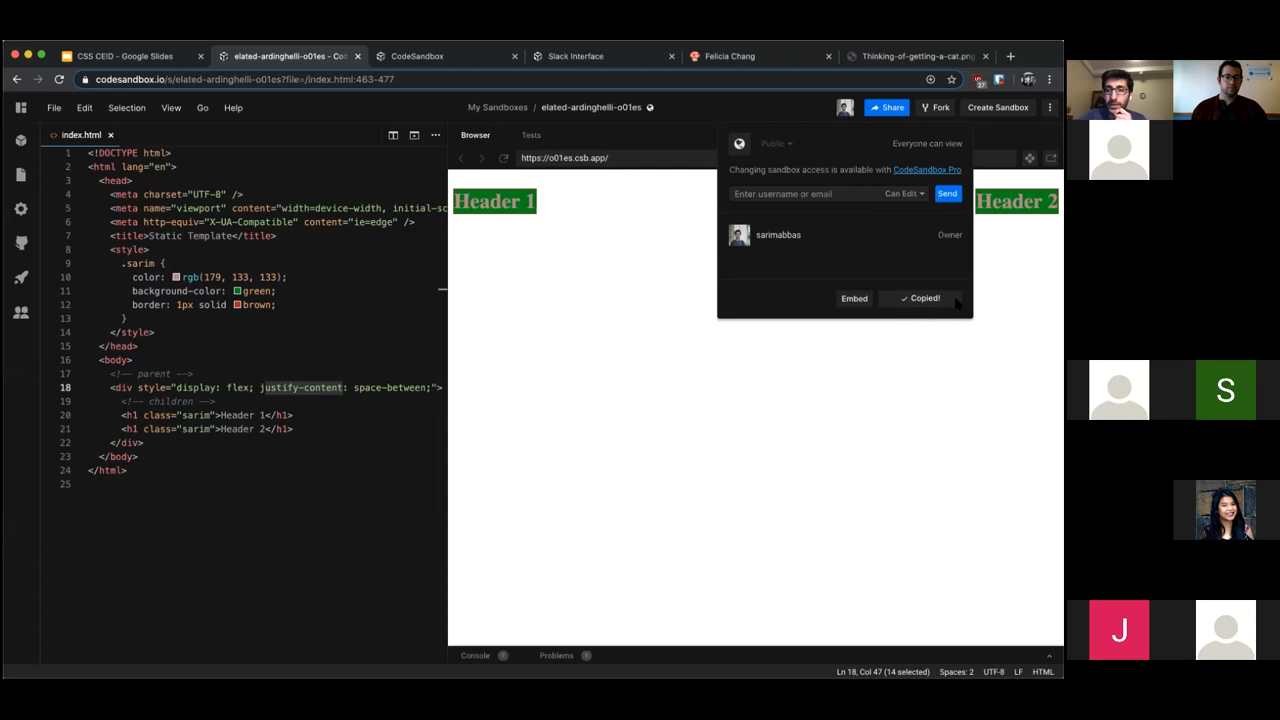 CSS CEID - Google Slides
elated-ardinghelli-o01es - Co
CodeSandbox
Slack Interface
Felicia Chang
Thinking-of-getting-a-cat.png
codesandbox.io/s/elated-ardinghelli-o01es?file=/index.html:463-477
27
File Edit Selection View Go Help
My Sandboxes / elated-ardinghelli-o01es
Share
Fork
Create Sandbox
index.html
Browser
Tests
https://o01es.csb.app/
1 <!DOCTYPE html>
2 <html lang="en">
3 <head>
4 <meta charset="UTF-8" />
5 <meta name="viewport" content="width=device-width, initial-sc
6 <meta http-equiv="X-UA-Compatible" content="ie=edge" />
7 <title>Static Template</title>
8 <style>
9 .sarim {
10 color: rgb(179, 133, 133);
11 background-color: green;
12 border: 1px solid brown;
13 }
14 </style>
15 </head>
16 <body>
17 <!-- parent -->
18 <div style="display: flex; justify-content: space-between;">
19 <!-- children -->
20 <h1 class="sarim">Header 1</h1>
21 <h1 class="sarim">Header 2</h1>
22 </div>
23 </body>
24 </html>
25
Header 1
Header 2
Public
Everyone can view
Changing sandbox access is available with CodeSandbox Pro
Enter username or email
Can Edit
Send
sarimabbas
Owner
Embed
✓ Copied!
Console 0
Problems 0
Ln 18, Col 47 (14 selected) Spaces: 2 UTF-8 LF HTML
S
J